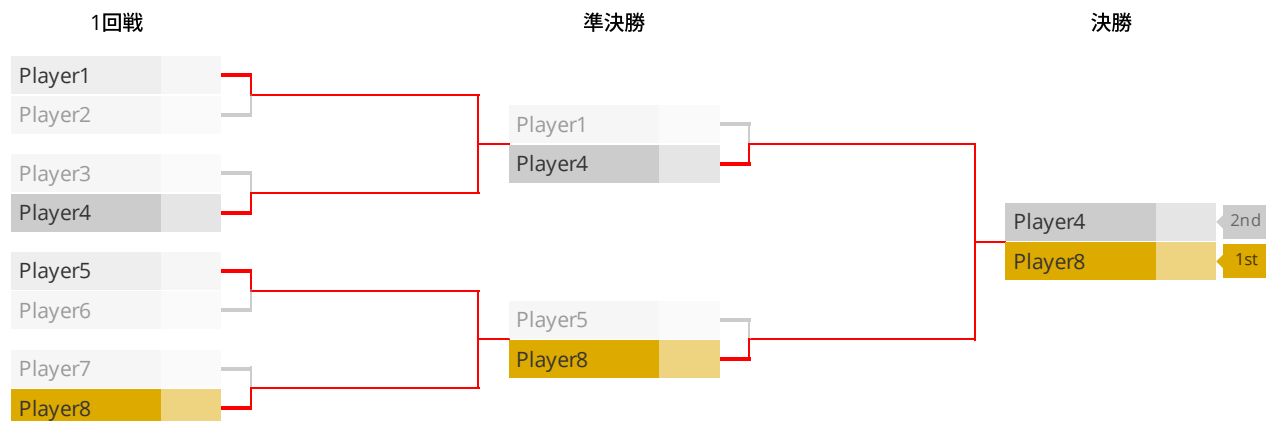 1回戦
準決勝
決勝
Player1
Player2
Player3
Player4
Player5
Player6
Player7
Player8
Player1
Player4
Player5
Player8
Player4
2nd
Player8
1st